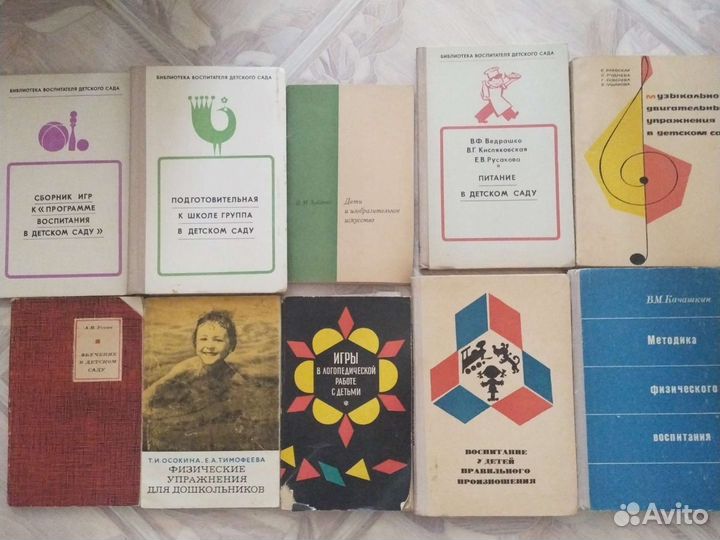 БИБЛИОТЕКА ВОСПИТАТЕЛЯ ДЕТСКОГО САДА
СБОРНИК ИГР
К «ПРОГРАММЕ
ВОСПИТАНИЯ
В ДЕТСКОМ САДУ»
БИБЛИОТЕКА ВОСПИТАТЕЛЯ ДЕТСКОГО САДА
ПОДГОТОВИТЕЛЬНАЯ
К ШКОЛЕ ГРУППА
В ДЕТСКОМ САДУ
Дети
и изобразительное
искусство
БИБЛИОТЕКА ВОСПИТАТЕЛЯ ДЕТСКОГО САДА
В.Ф. Ведрашко
В.Г. Кисляковская
Е.В. Русакова
ПИТАНИЕ
В ДЕТСКОМ САДУ
Музыкально
двигательные
упражнения
в детском са
ОБУЧЕНИЕ
В ДЕТСКОМ
САДУ
Т. И. ОСОКИНА, Е. А. ТИМОФЕЕВА
ФИЗИЧЕСКИЕ
УПРАЖНЕНИЯ
ДЛЯ ДОШКОЛЬНИКОВ
ИГРЫ
В ЛОГОПЕДИЧЕСКОЙ
РАБОТЕ
С ДЕТЬМИ
ВОСПИТАНИЕ
У ДЕТЕЙ
ПРАВИЛЬНОГО
ПРОИЗНОШЕНИЯ
В.М. Качашкин
Методика
физического
воспитания
Avito